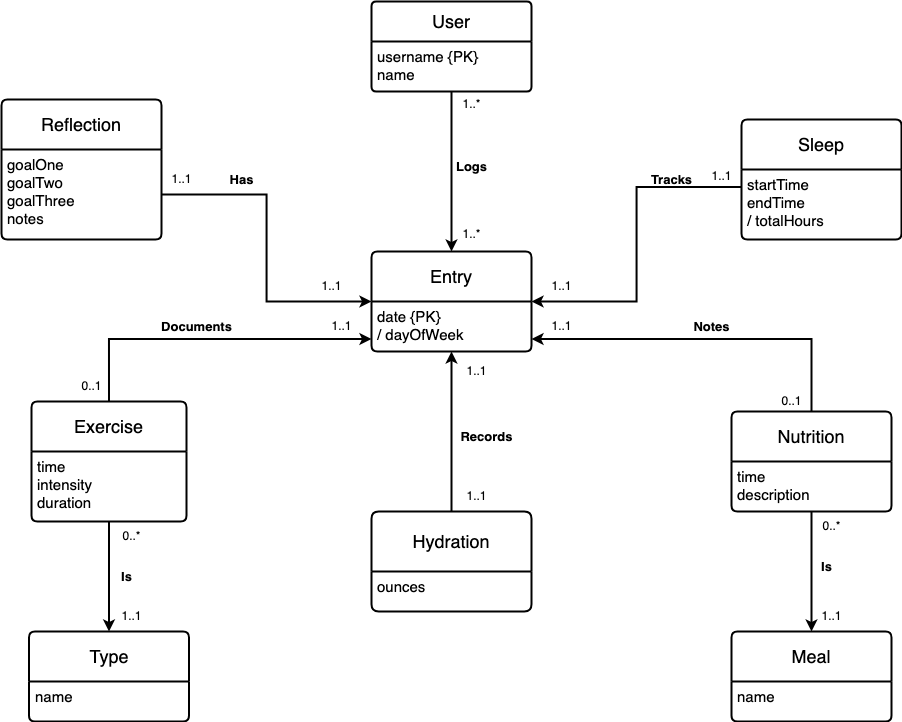 User
username {PK}
name
1..*
Logs
1..*
Reflection
goalOne
goalTwo
goalThree
notes
1..1
Has
1..1
Sleep
startTime
endTime
/ totalHours
1..1
Tracks
1..1
Entry
date {PK}
/ dayOfWeek
Documents
1..1
0..1
Exercise
time
intensity
duration
0..*
Is
1..1
Type
name
1..1
Records
1..1
Hydration
ounces
1..1
Notes
0..1
Nutrition
time
description
0..*
Is
1..1
Meal
name